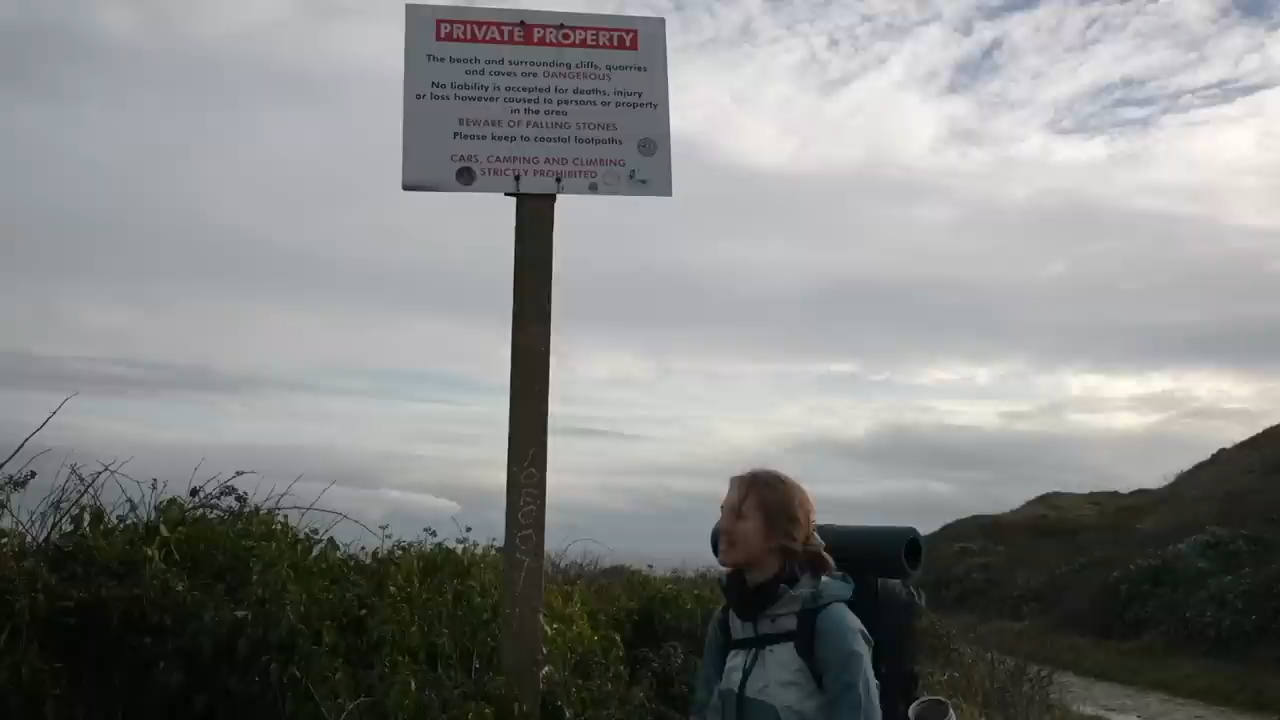 PRIVATE PROPERTY
The beach and surrounding cliffs, quarries
and caves are DANGEROUS
No liability is accepted for deaths, injury
or loss however caused to persons or property
in the area
BEWARE OF FALLING STONES
Please keep to coastal footpaths
CARS, CAMPING AND CLIMBING
STRICTLY PROHIBITED